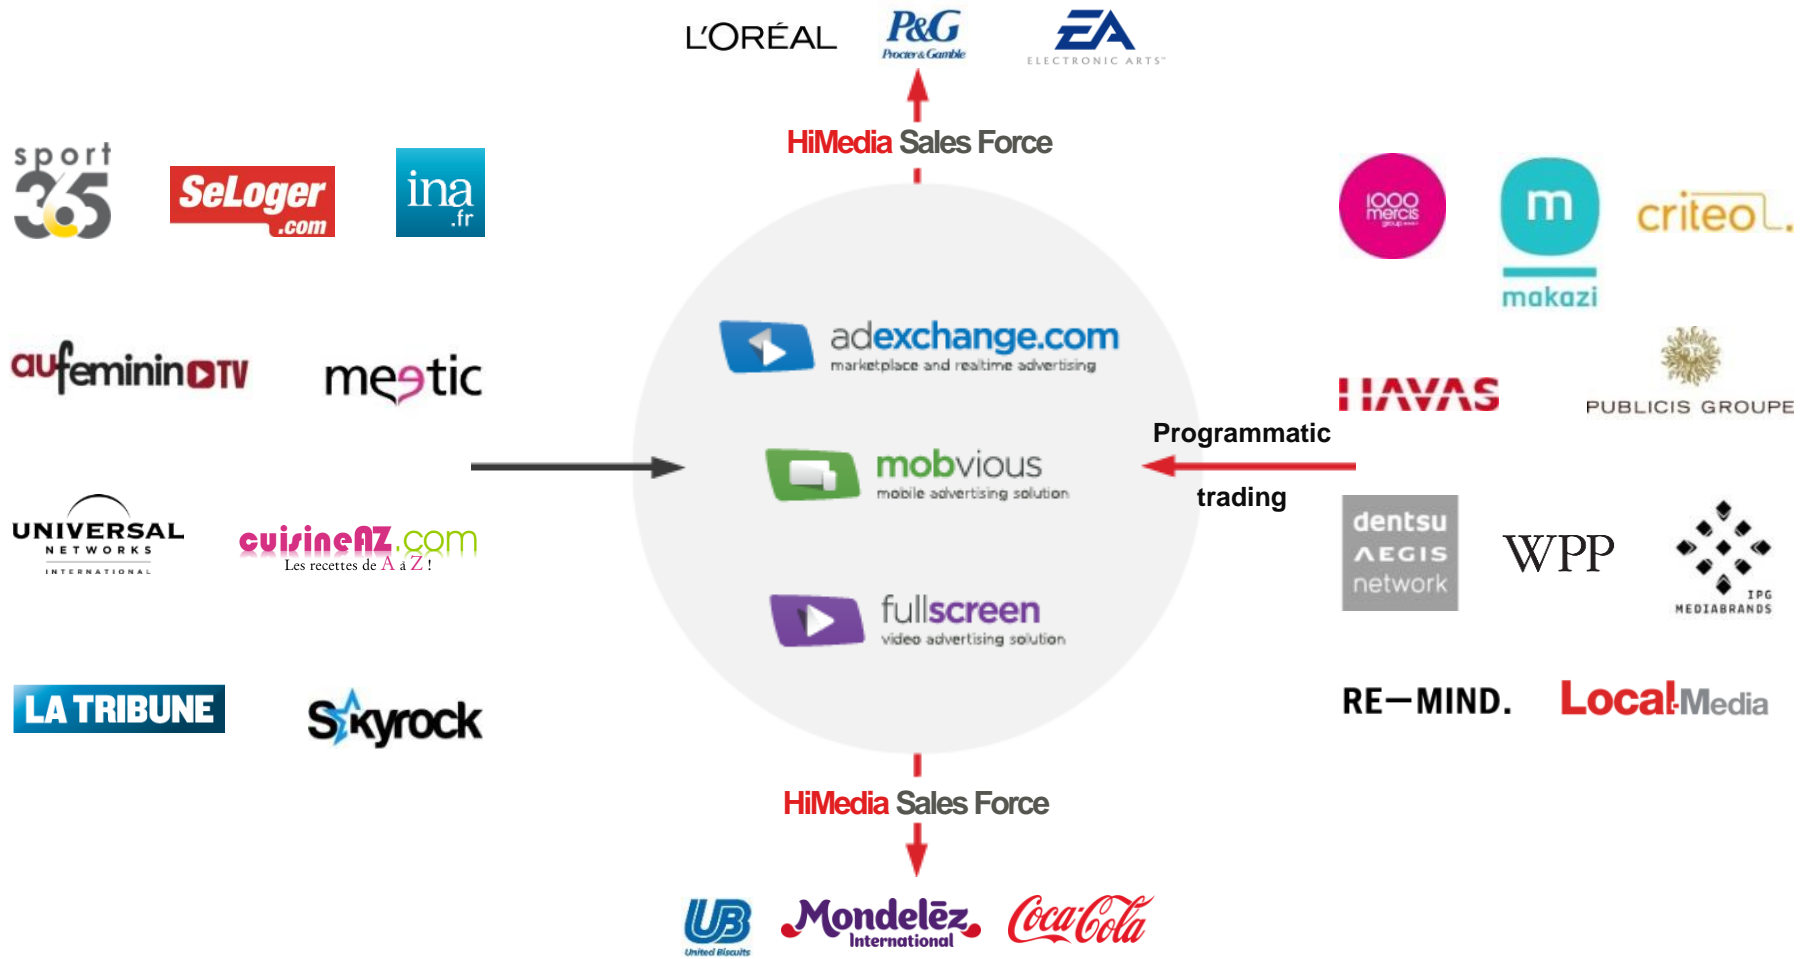 L'ORÉAL
P&G
Procter & Gamble
EA
ELECTRONIC ARTS™
HiMedia Sales Force
sport
365
SeLoger
.com
ina
.fr
1000
mercis
group
m
makazi
criteo
adexchange.com
marketplace and realtime advertising
aufeminin TV
meetic
HAVAS
PUBLICIS GROUPE
Programmatic
trading
mobvious
mobile advertising solution
UNIVERSAL
NETWORKS
INTERNATIONAL
cuisineAZ.com
Les recettes de A à Z !
dentsu
AEGIS
network
WPP
IPG
MEDIABRANDS
fullscreen
video advertising solution
LA TRIBUNE
Skyrock
RE—MIND.
Local-Media
HiMedia Sales Force
UB
United Biscuits
Mondelēz
International
Coca-Cola